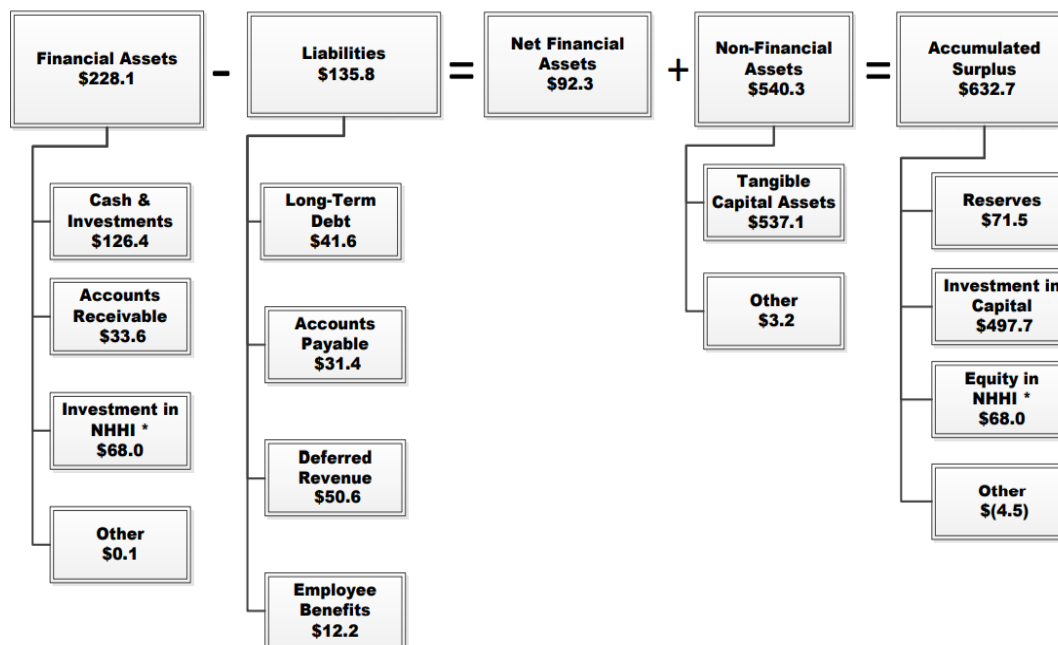 Financial Assets
$228.1
-
Liabilities
$135.8
=
Net Financial
Assets
$92.3
+
Non-Financial
Assets
$540.3
=
Accumulated
Surplus
$632.7
Cash &
Investments
$126.4
Accounts
Receivable
$33.6
Investment in
NHHI *
$68.0
Other
$0.1
Long-Term
Debt
$41.6
Accounts
Payable
$31.4
Deferred
Revenue
$50.6
Employee
Benefits
$12.2
Tangible
Capital Assets
$537.1
Other
$3.2
Reserves
$71.5
Investment in
Capital
$497.7
Equity in
NHHI *
$68.0
Other
$(4.5)